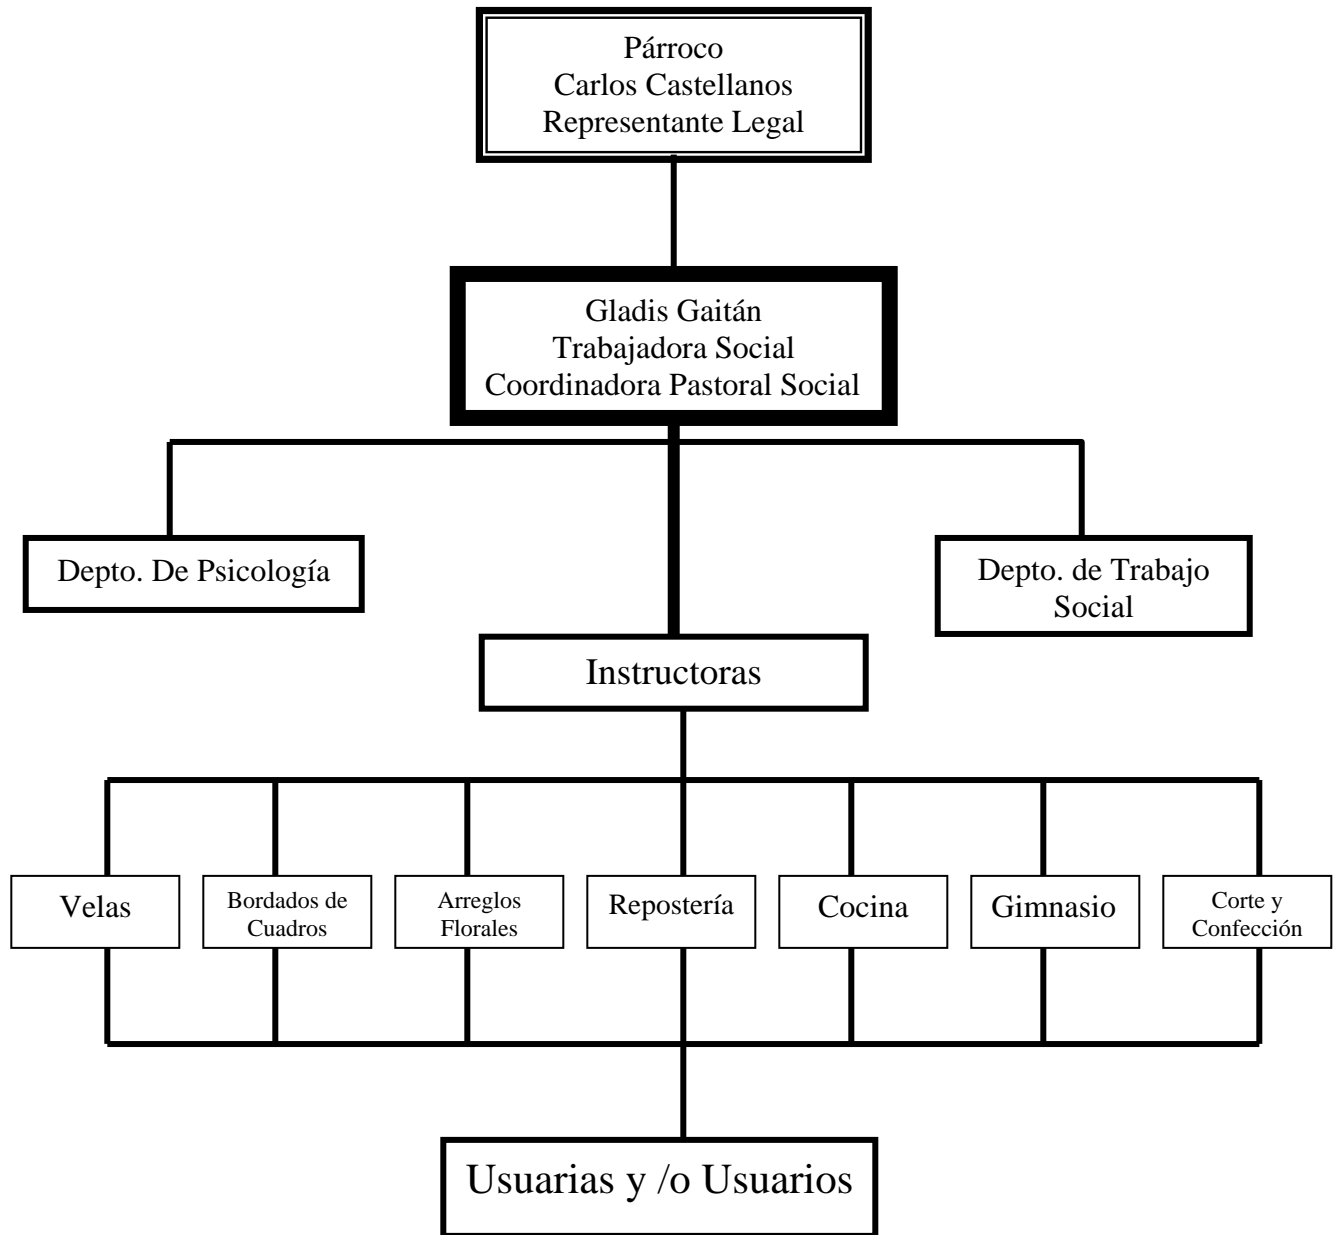 Párroco
Carlos Castellanos
Representante Legal
Gladis Gaitán
Trabajadora Social
Coordinadora Pastoral Social
Depto. De Psicología
Depto. de Trabajo
Social
Instructoras
Velas
Bordados de
Cuadros
Arreglos
Florales
Repostería
Cocina
Gimnasio
Corte y
Confección
Usuarias y /o Usuarios